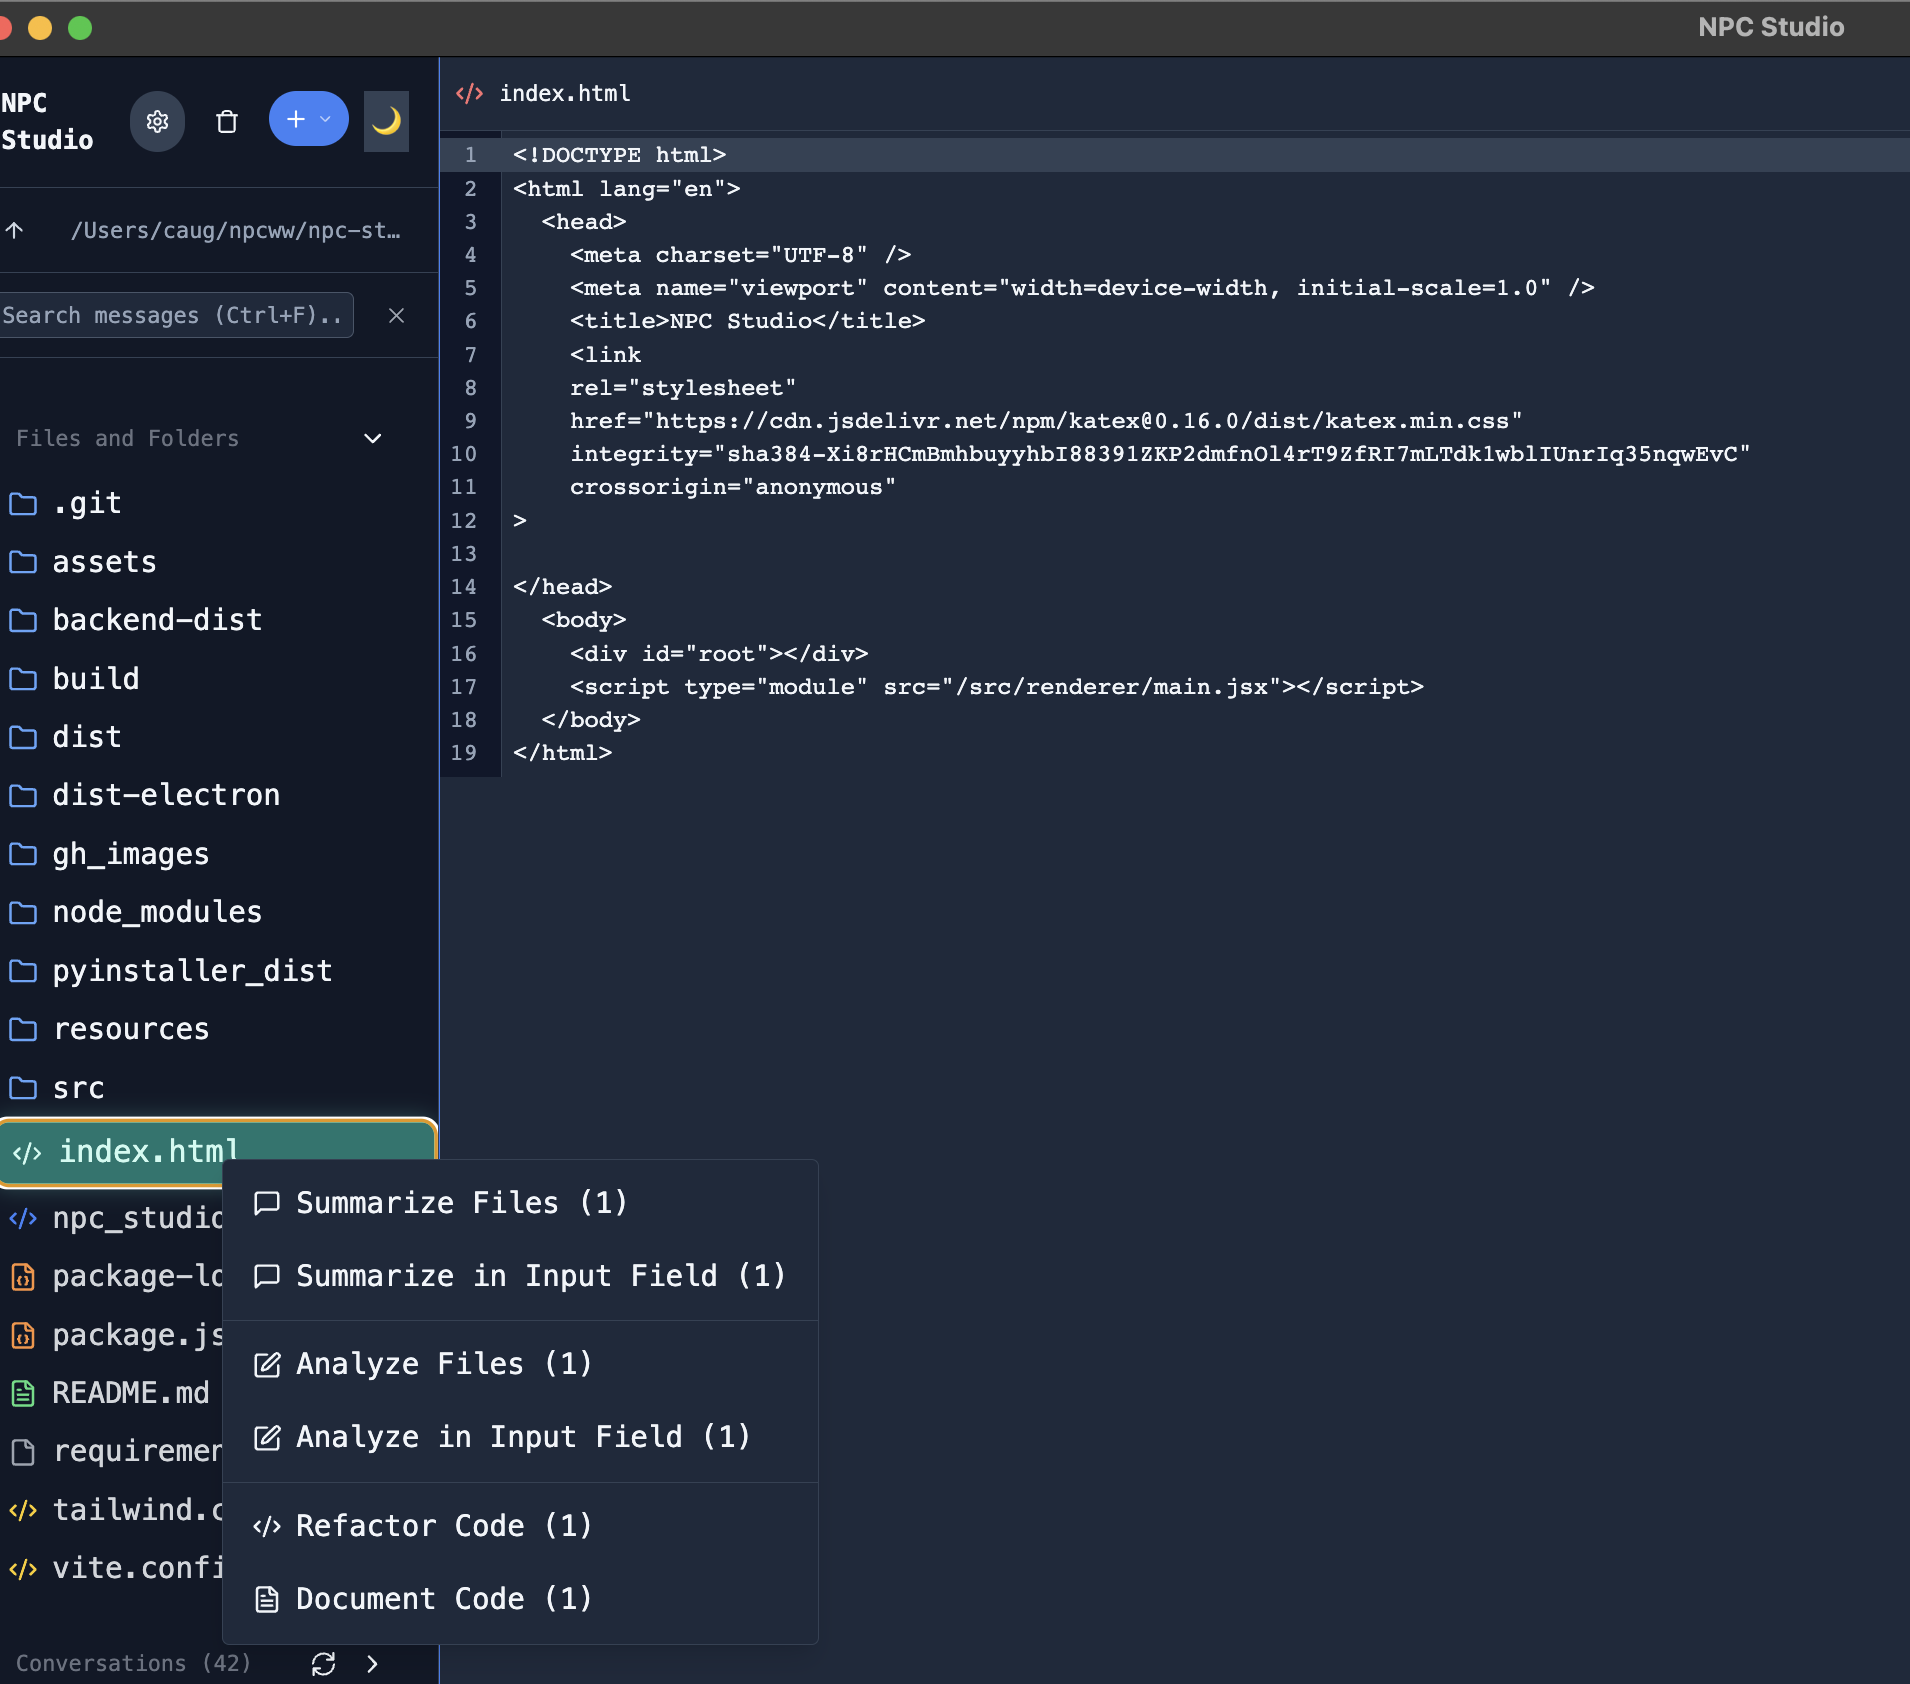 NPC Studio
NPC
Studio
/Users/caug/npcww/npc-st…
Search messages (Ctrl+F)..
Files and Folders
.git
assets
backend-dist
build
dist
dist-electron
gh_images
node_modules
pyinstaller_dist
resources
src
index.html
npc_studio
package-lo
package.js
README.md
requiremen
tailwind.c
vite.confi
Conversations (42)
index.html
1 <!DOCTYPE html>
2 <html lang="en">
3 <head>
4 <meta charset="UTF-8" />
5 <meta name="viewport" content="width=device-width, initial-scale=1.0" />
6 <title>NPC Studio</title>
7 <link
8 rel="stylesheet"
9 href="https://cdn.jsdelivr.net/npm/katex@0.16.0/dist/katex.min.css"
10 integrity="sha384-Xi8rHCmBmhbuyyhbI88391ZKP2dmfnOl4rT9ZfRI7mLTdk1wblIUnrIq35nqwEvC"
11 crossorigin="anonymous"
12 >
13
14 </head>
15 <body>
16 <div id="root"></div>
17 <script type="module" src="/src/renderer/main.jsx"></script>
18 </body>
19 </html>
Summarize Files (1)
Summarize in Input Field (1)
Analyze Files (1)
Analyze in Input Field (1)
Refactor Code (1)
Document Code (1)